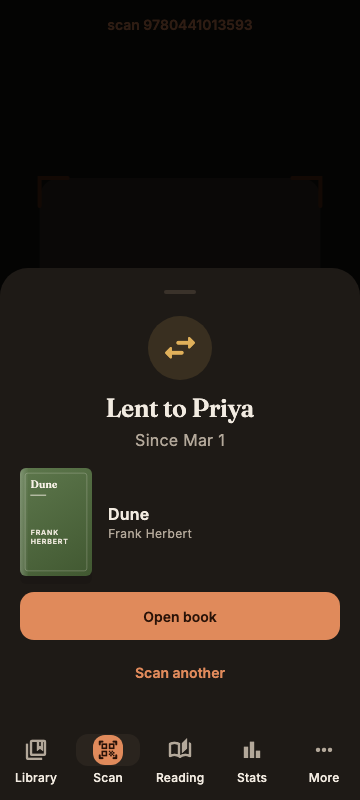 scan 9780441013593
Lent to Priya
Since Mar 1
Dune
FRANK
HERBERT
Dune
Frank Herbert
Open book
Scan another
Library
Scan
Reading
Stats
More